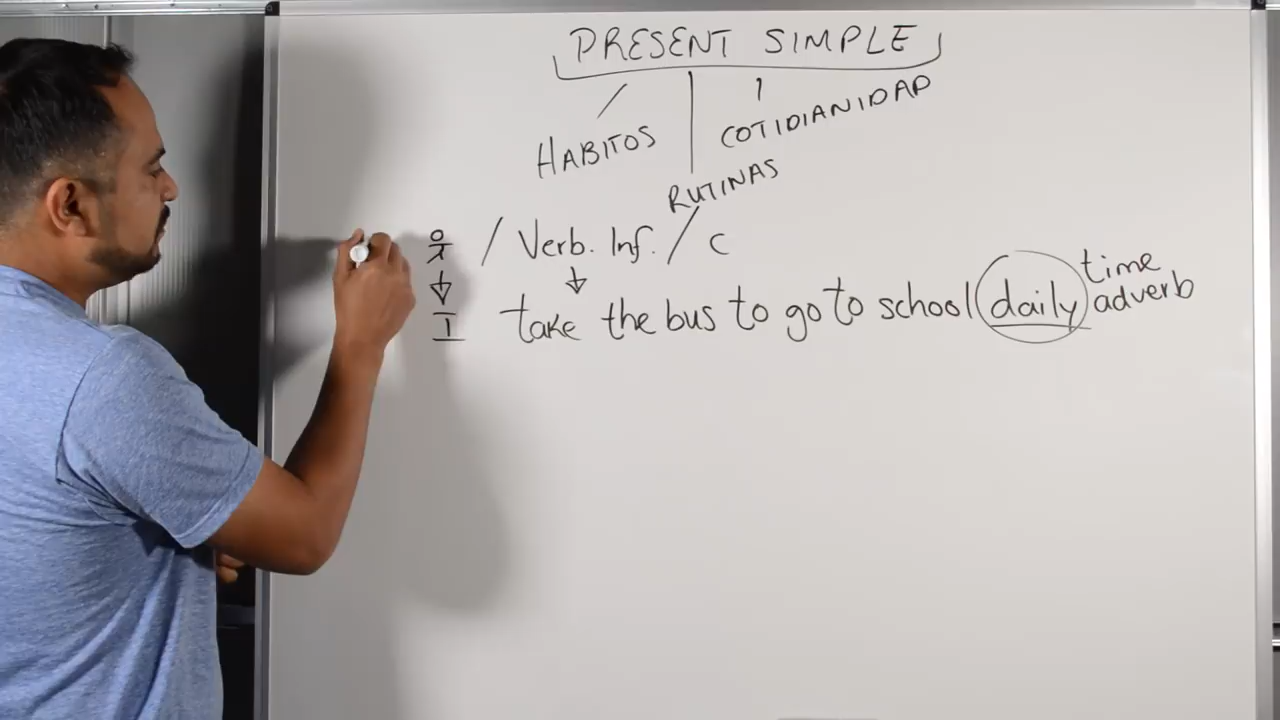 PRESENT SIMPLE
HABITOS
COTIDIANIDAD
RUTINAS
/ Verb. Inf. / C
I take the bus to go to school daily
time
adverb